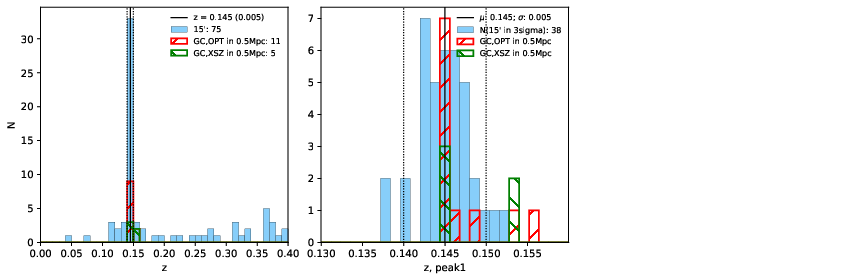 z = 0.145 (0.005)
15': 75
GC,OPT in 0.5Mpc: 11
GC,XSZ in 0.5Mpc: 5
30
25
20
15
10
5
0
N
0.00 0.05 0.10 0.15 0.20 0.25 0.30 0.35 0.40
z
μ: 0.145; σ: 0.005
N(15' in 3sigma): 38
GC,OPT in 0.5Mpc
GC,XSZ in 0.5Mpc
7
6
5
4
3
2
1
0
0.130 0.135 0.140 0.145 0.150 0.155
z, peak1